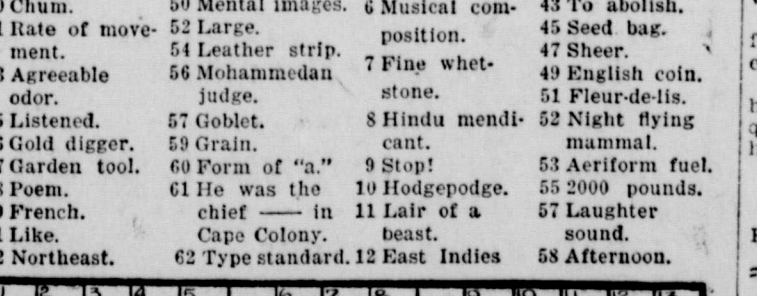 Chum.
Rate of move-
ment.
Agreeable
odor.
Listened.
Gold digger.
Garden tool.
Poem.
French.
Like.
Northeast.
50 Mental images.
52 Large.
54 Leather strip.
56 Mohammedan
judge.
57 Goblet.
59 Grain.
60 Form of "a."
61 He was the
chief —— in
Cape Colony.
62 Type standard.
6 Musical com-
position.
7 Fine whet-
stone.
8 Hindu mendi-
cant.
9 Stop!
10 Hodgepodge.
11 Lair of a
beast.
12 East Indies
43 To abolish.
45 Seed bag.
47 Sheer.
49 English coin.
51 Fleur-de-lis.
52 Night flying
mammal.
53 Aeriform fuel.
55 2000 pounds.
57 Laughter
sound.
58 Afternoon.